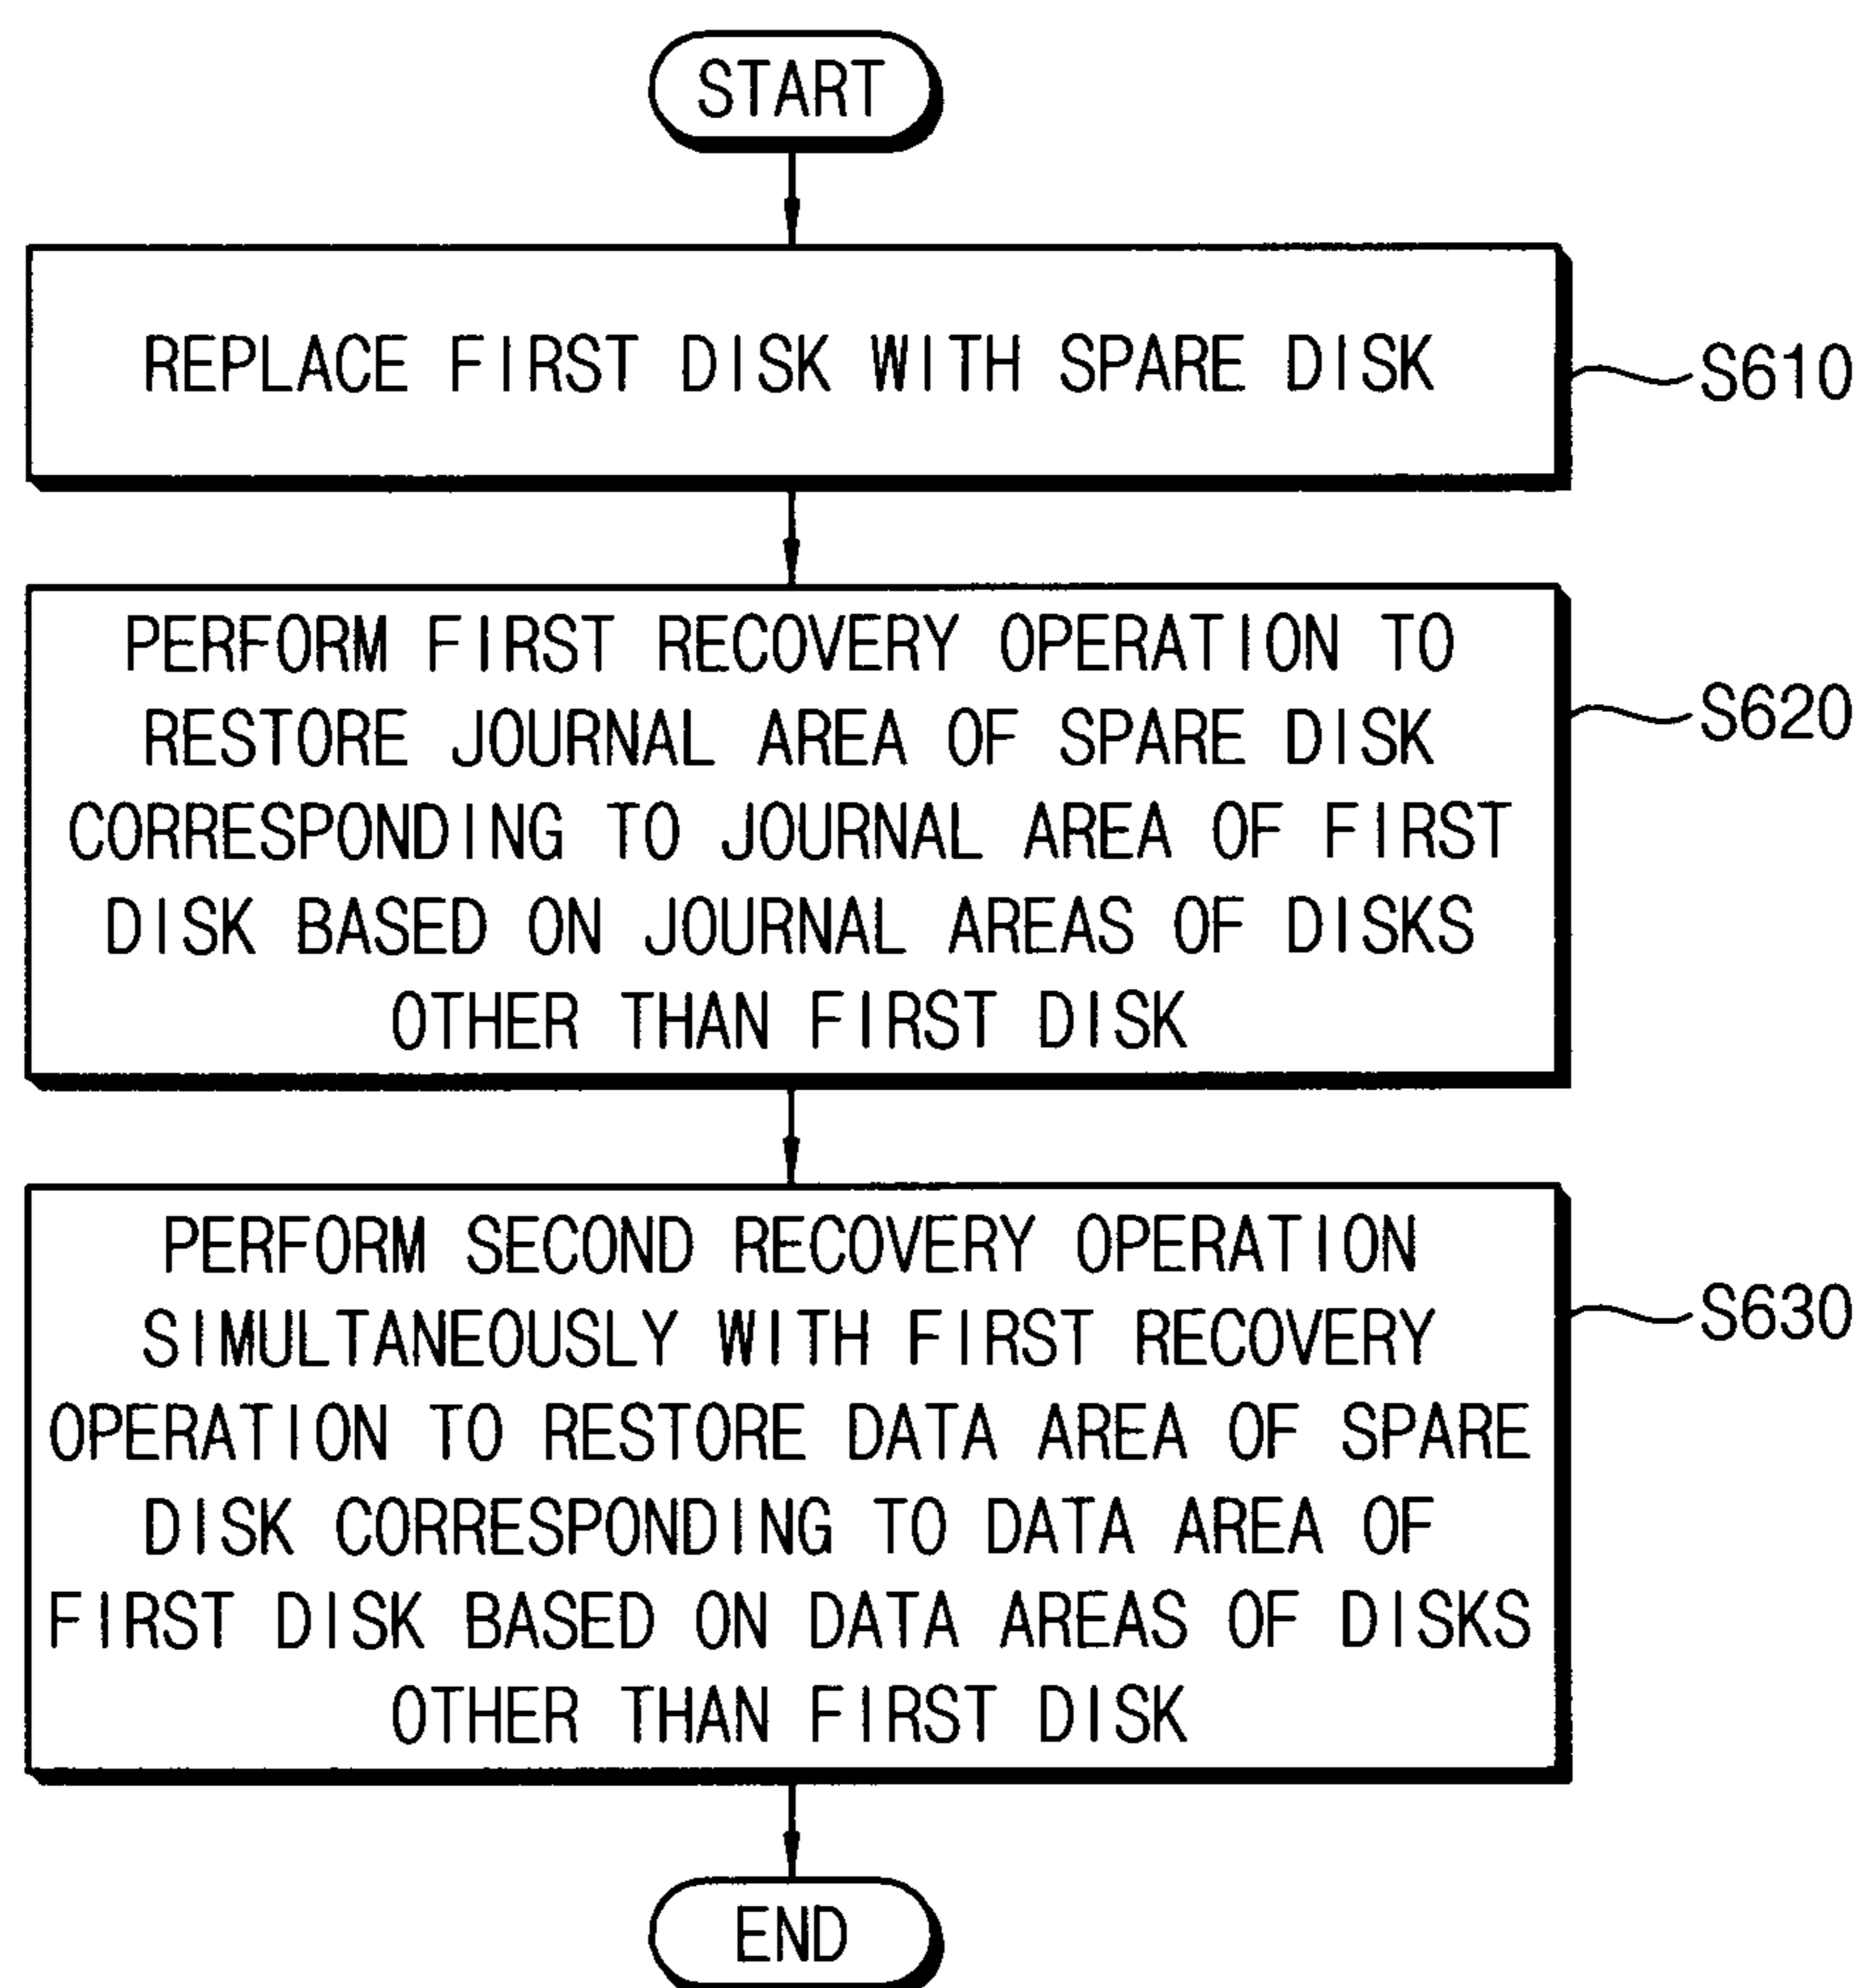 START
REPLACE FIRST DISK WITH SPARE DISK
S610
PERFORM FIRST RECOVERY OPERATION TO
RESTORE JOURNAL AREA OF SPARE DISK
CORRESPONDING TO JOURNAL AREA OF FIRST
DISK BASED ON JOURNAL AREAS OF DISKS
OTHER THAN FIRST DISK
S620
PERFORM SECOND RECOVERY OPERATION
SIMULTANEOUSLY WITH FIRST RECOVERY
OPERATION TO RESTORE DATA AREA OF SPARE
DISK CORRESPONDING TO DATA AREA OF
FIRST DISK BASED ON DATA AREAS OF DISKS
OTHER THAN FIRST DISK
S630
END